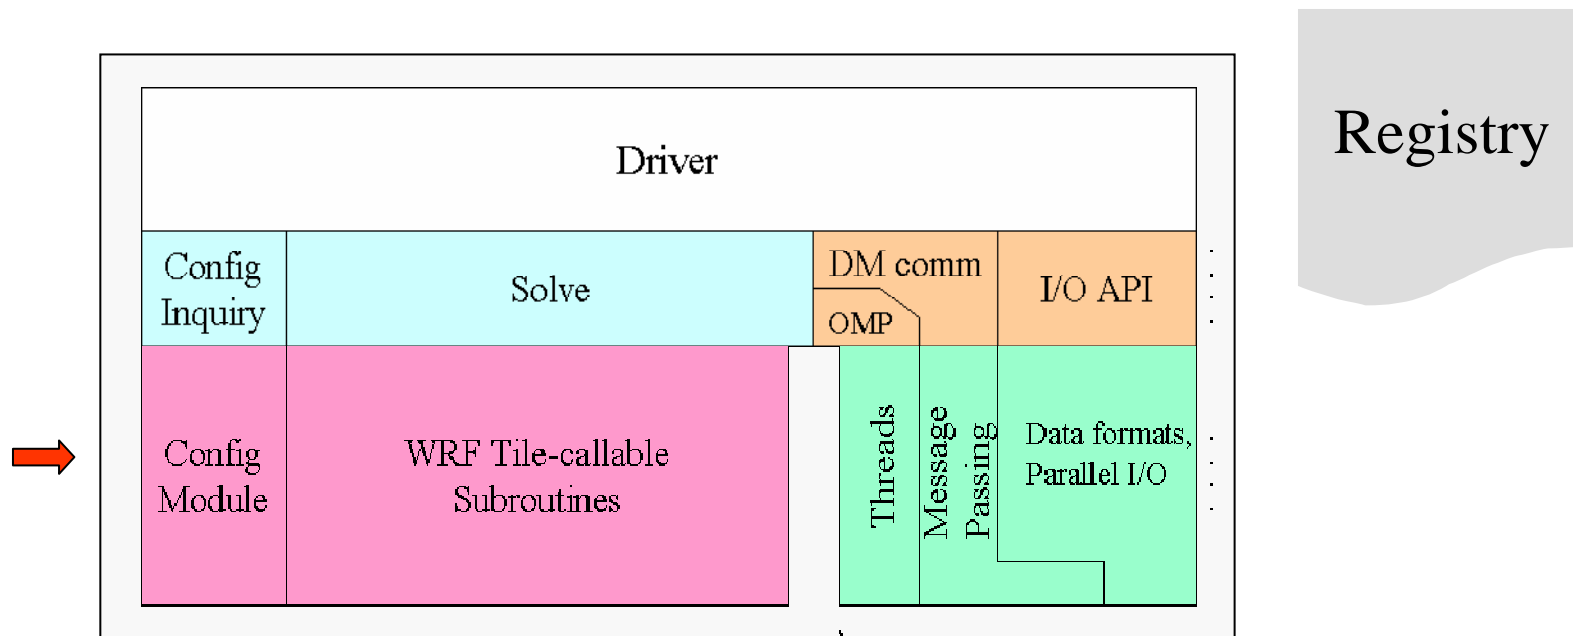 Registry
Driver
Config
Inquiry
Solve
DM comm
OMP
I/O API
Config
Module
WRF Tile-callable
Subroutines
Threads
Message
Passing
Data formats,
Parallel I/O